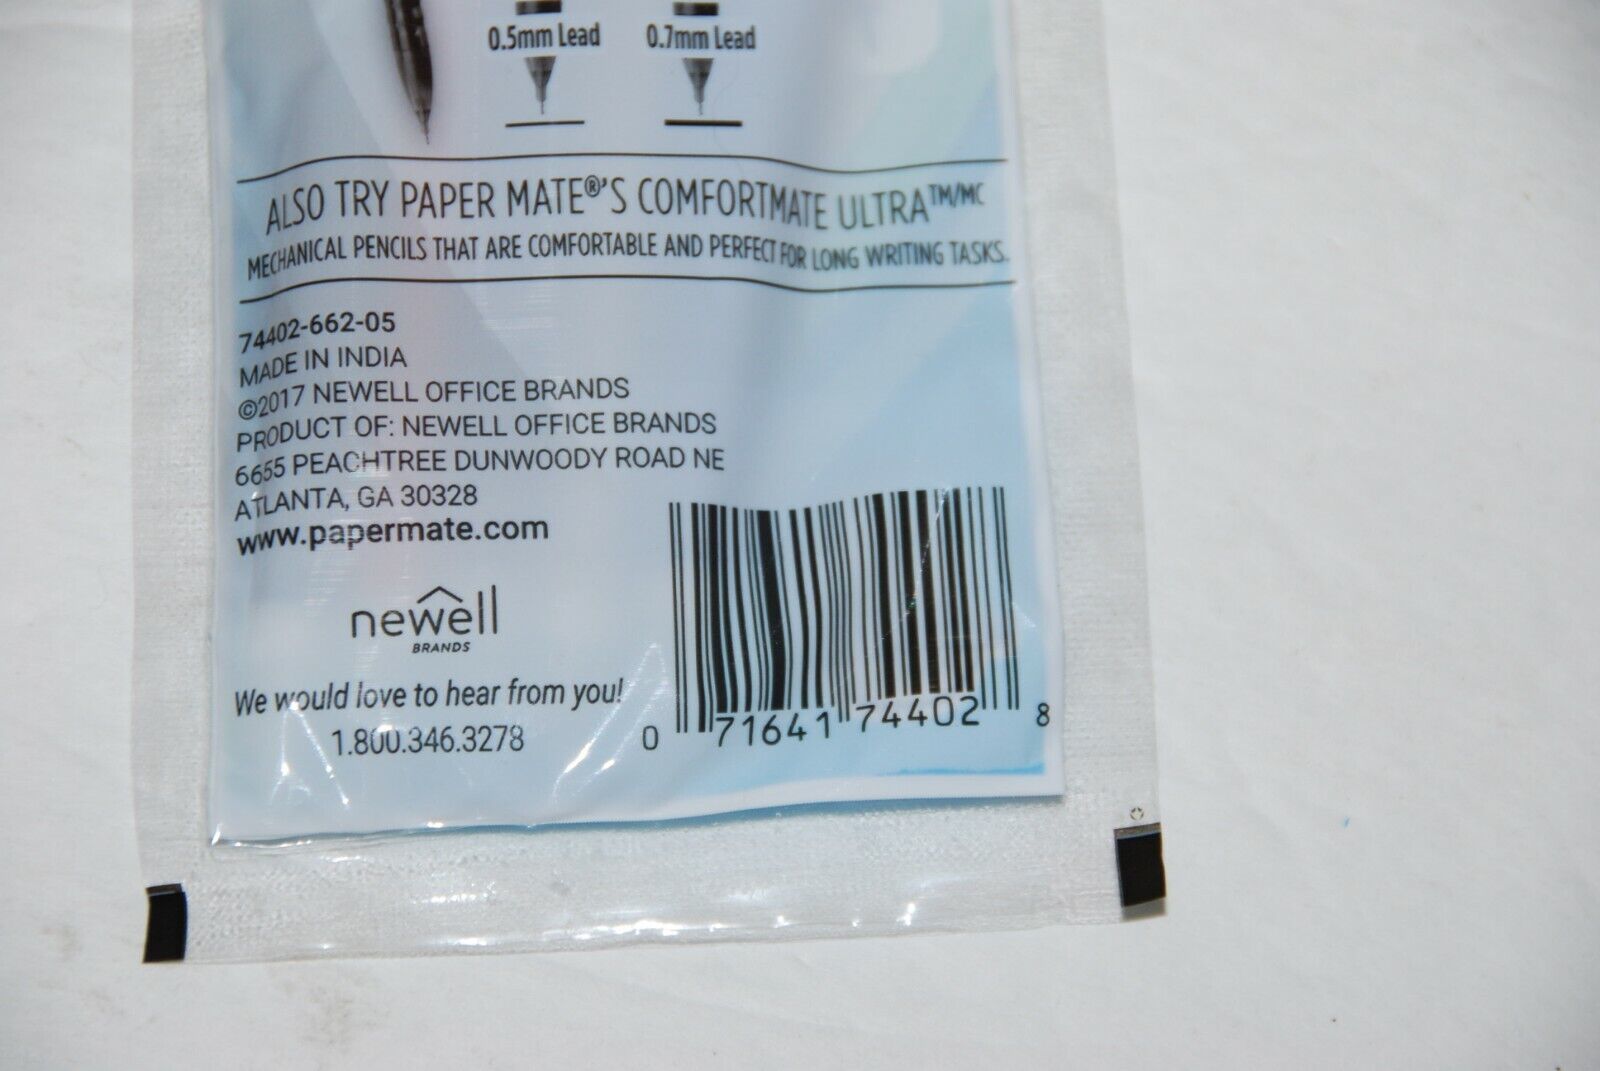 0.5mm Lead 0.7mm Lead
ALSO TRY PAPER MATE®'S COMFORTMATE ULTRA™/MC
MECHANICAL PENCILS THAT ARE COMFORTABLE AND PERFECT FOR LONG WRITING TASKS.
74402-662-05
MADE IN INDIA
©2017 NEWELL OFFICE BRANDS
PRODUCT OF: NEWELL OFFICE BRANDS
6655 PEACHTREE DUNWOODY ROAD NE
ATLANTA, GA 30328
www.papermate.com
newell
BRANDS
We would love to hear from you!
1.800.346.3278
0 71641 74402 8